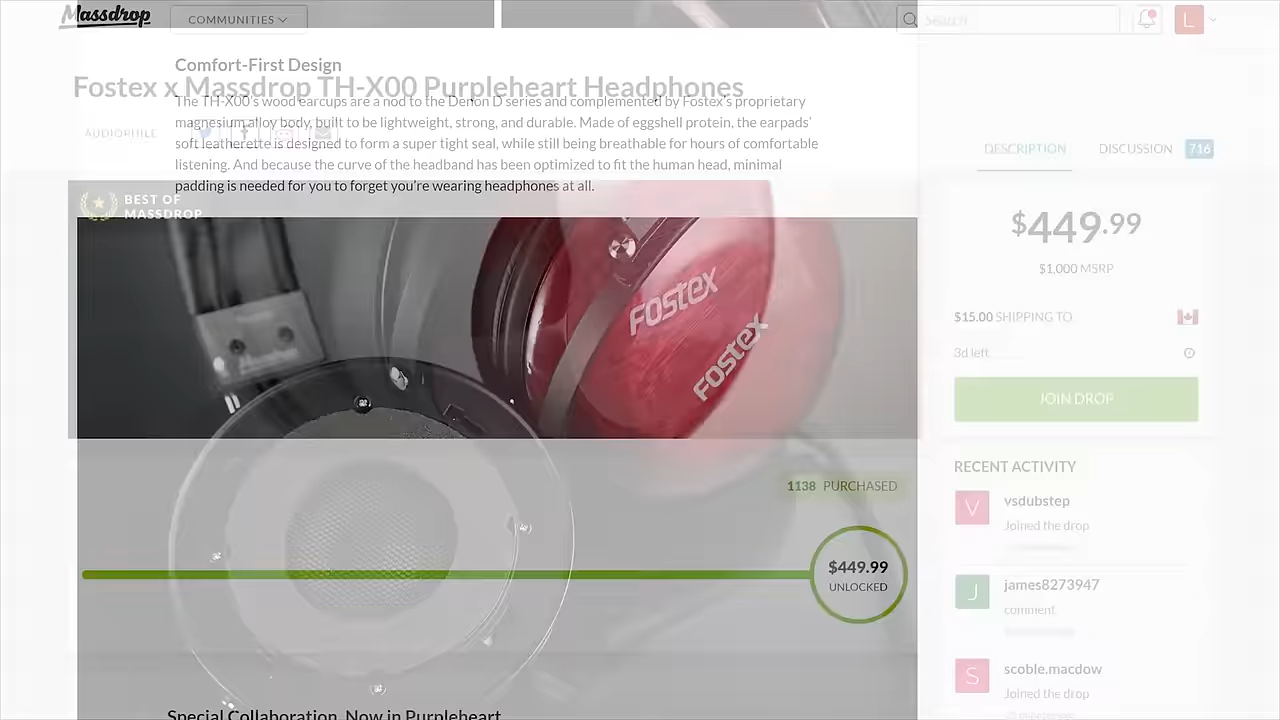 Massdrop
COMMUNITIES
Search
L
Comfort-First Design
Fostex x Massdrop TH-X00 Purpleheart Headphones
The TH-X00's wood earcups are a nod to the Denon D series and complemented by Fostex's proprietary
magnesium alloy body, built to be lightweight, strong, and durable. Made of eggshell protein, the earpads'
soft leatherette is designed to form a super tight seal, while still being breathable for hours of comfortable
listening. And because the curve of the headband has been optimized to fit the human head, minimal
padding is needed for you to forget you're wearing headphones at all.
AUDIOPHILE
DESCRIPTION
DISCUSSION 716
BEST OF
MASSDROP
$449.99
$1,000 MSRP
$15.00 SHIPPING TO
3d left
JOIN DROP
FOSTEX
FOSTEX
1138 PURCHASED
$449.99
UNLOCKED
RECENT ACTIVITY
V
vsdubstep
Joined the drop
J
james8273947
comment
S
scoble.macdow
Joined the drop
Special Collaboration, Now in Purpleheart